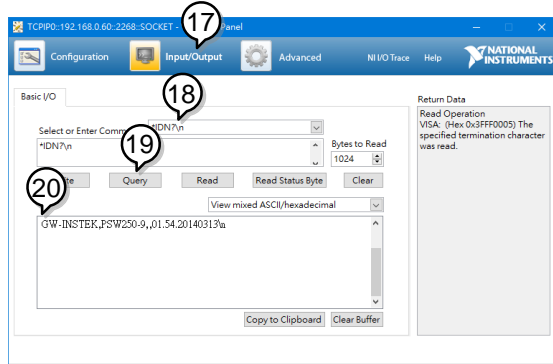 TCPIP0::192.168.0.60::2268::SOCKET - Panel
17
Configuration
Input/Output
Advanced
NI I/O Trace
Help
NATIONAL
INSTRUMENTS
Basic I/O
18
Select or Enter Comm
*IDN?\n
*IDN?\n
19
Bytes to Read
1024
20
Query
Read
Read Status Byte
Clear
View mixed ASCII/hexadecimal
GW-INSTEK,PSW250-9,,01.54.20140313\n
Copy to Clipboard
Clear Buffer
Return Data
Read Operation
VISA: (Hex 0x3FFF0005) The
specified termination character
was read.